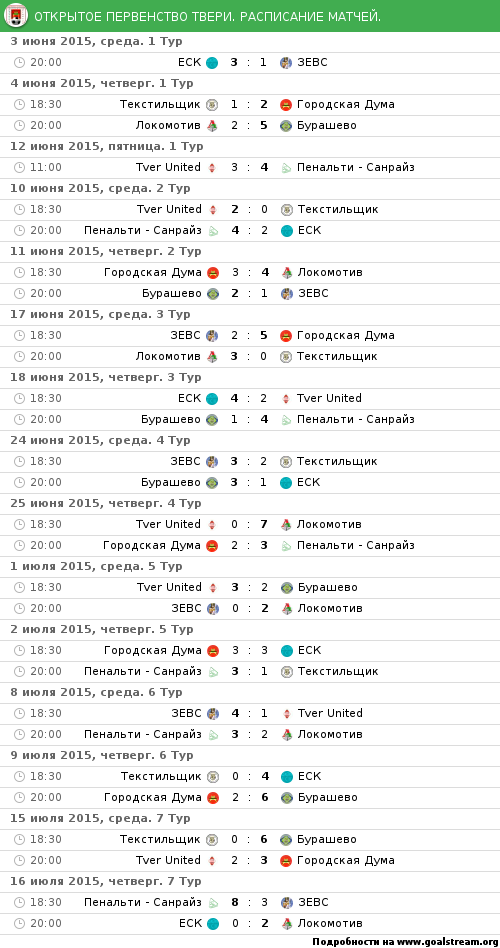 ОТКРЫТОЕ ПЕРВЕНСТВО ТВЕРИ. РАСПИСАНИЕ МАТЧЕЙ.
3 июня 2015, среда. 1 Тур
20:00 ЕСК 3 : 1 ЗЕВС
4 июня 2015, четверг. 1 Тур
18:30 Текстильщик 1 : 2 Городская Дума
20:00 Локомотив 2 : 5 Бурашево
12 июня 2015, пятница. 1 Тур
11:00 Tver United 3 : 4 Пенальти - Санрайз
10 июня 2015, среда. 2 Тур
18:30 Tver United 2 : 0 Текстильщик
20:00 Пенальти - Санрайз 4 : 2 ЕСК
11 июня 2015, четверг. 2 Тур
18:30 Городская Дума 3 : 4 Локомотив
20:00 Бурашево 2 : 1 ЗЕВС
17 июня 2015, среда. 3 Тур
18:30 ЗЕВС 2 : 5 Городская Дума
20:00 Локомотив 3 : 0 Текстильщик
18 июня 2015, четверг. 3 Тур
18:30 ЕСК 4 : 2 Tver United
20:00 Бурашево 1 : 4 Пенальти - Санрайз
24 июня 2015, среда. 4 Тур
18:30 ЗЕВС 3 : 2 Текстильщик
20:00 Бурашево 3 : 1 ЕСК
25 июня 2015, четверг. 4 Тур
18:30 Tver United 0 : 7 Локомотив
20:00 Городская Дума 2 : 3 Пенальти - Санрайз
1 июля 2015, среда. 5 Тур
18:30 Tver United 3 : 2 Бурашево
20:00 ЗЕВС 0 : 2 Локомотив
2 июля 2015, четверг. 5 Тур
18:30 Городская Дума 3 : 3 ЕСК
20:00 Пенальти - Санрайз 3 : 1 Текстильщик
8 июля 2015, среда. 6 Тур
18:30 ЗЕВС 4 : 1 Tver United
20:00 Пенальти - Санрайз 3 : 2 Локомотив
9 июля 2015, четверг. 6 Тур
18:30 Текстильщик 0 : 4 ЕСК
20:00 Городская Дума 2 : 6 Бурашево
15 июля 2015, среда. 7 Тур
18:30 Текстильщик 0 : 6 Бурашево
20:00 Tver United 2 : 3 Городская Дума
16 июля 2015, четверг. 7 Тур
18:30 Пенальти - Санрайз 8 : 3 ЗЕВС
20:00 ЕСК 0 : 2 Локомотив
Подробности на www.goalstream.org